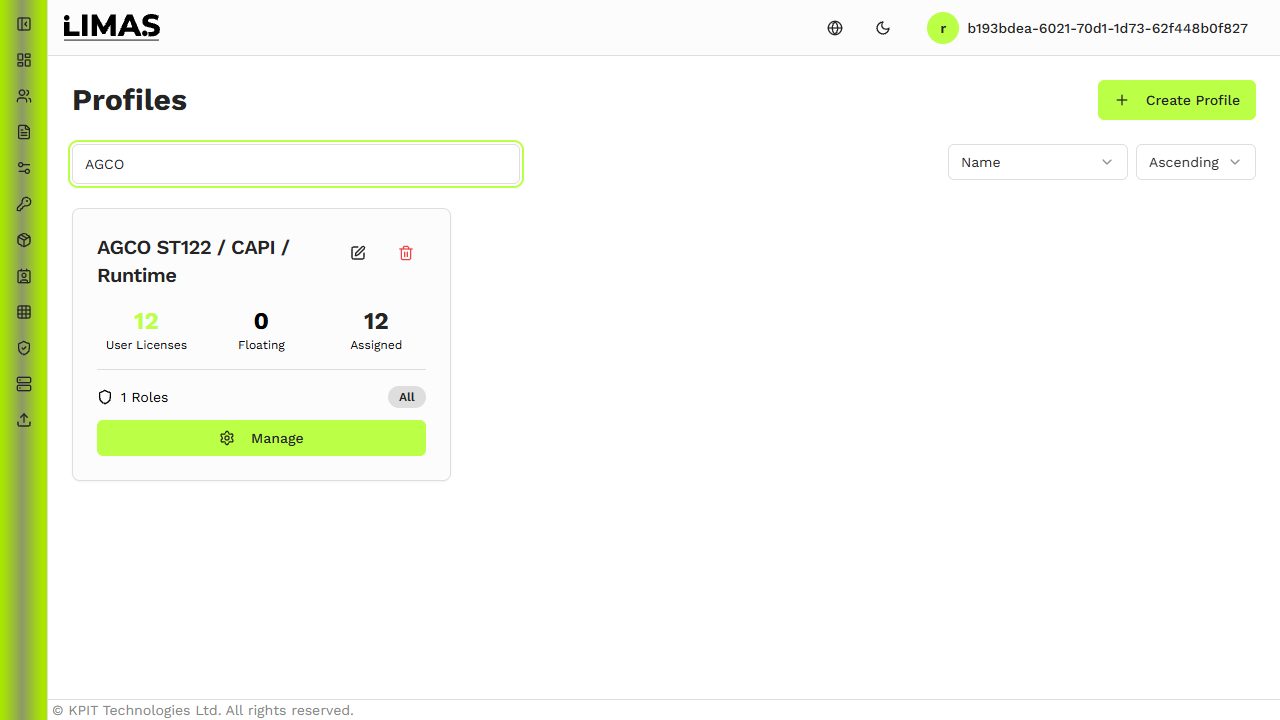 iLIMAS
r
b193bdea-6021-70d1-1d73-62f448b0f827
Profiles
Create Profile
AGCO
Name
Ascending
AGCO ST122 / CAPI /
Runtime
12
0
12
User Licenses
Floating
Assigned
1 Roles
All
Manage
© KPIT Technologies Ltd. All rights reserved.